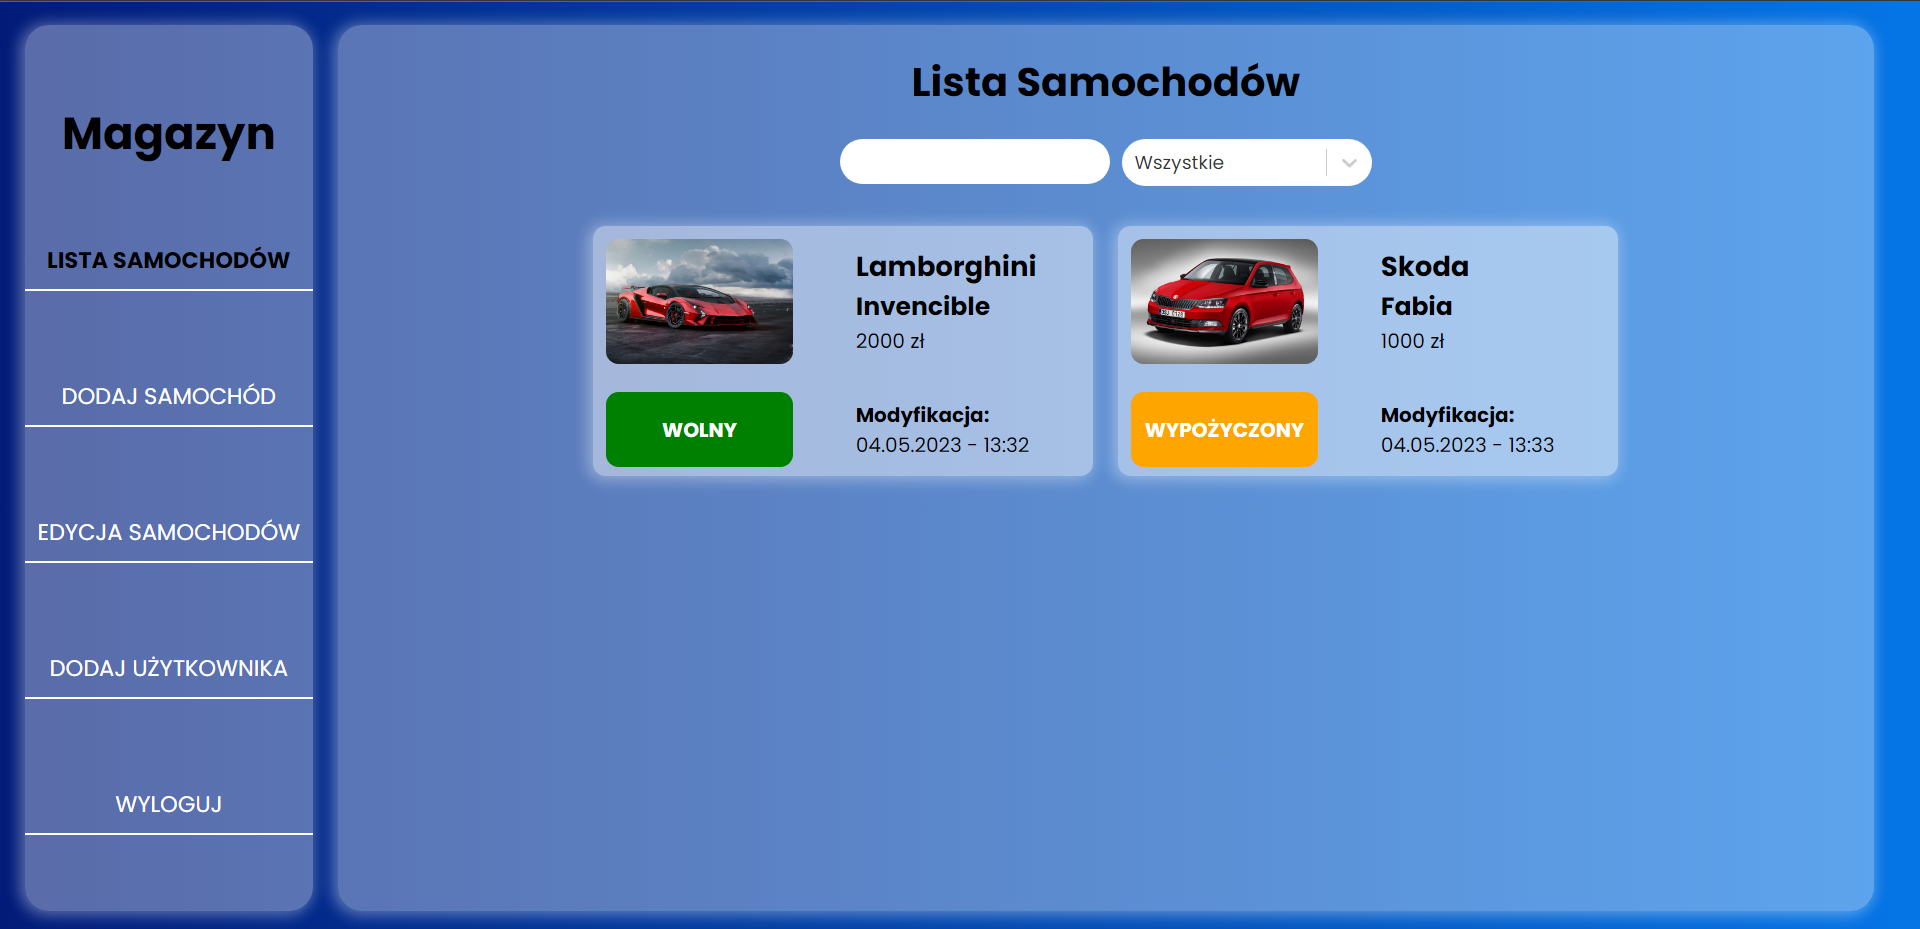 Magazyn
LISTA SAMOCHODÓW
DODAJ SAMOCHÓD
EDYCJA SAMOCHODÓW
DODAJ UŻYTKOWNIKA
WYLOGUJ
Lista Samochodów
Wszystkie
Lamborghini
Invencible
2000 zł
WOLNY
Modyfikacja:
04.05.2023 - 13:32
Skoda
Fabia
1000 zł
WYPOŻYCZONY
Modyfikacja:
04.05.2023 - 13:33